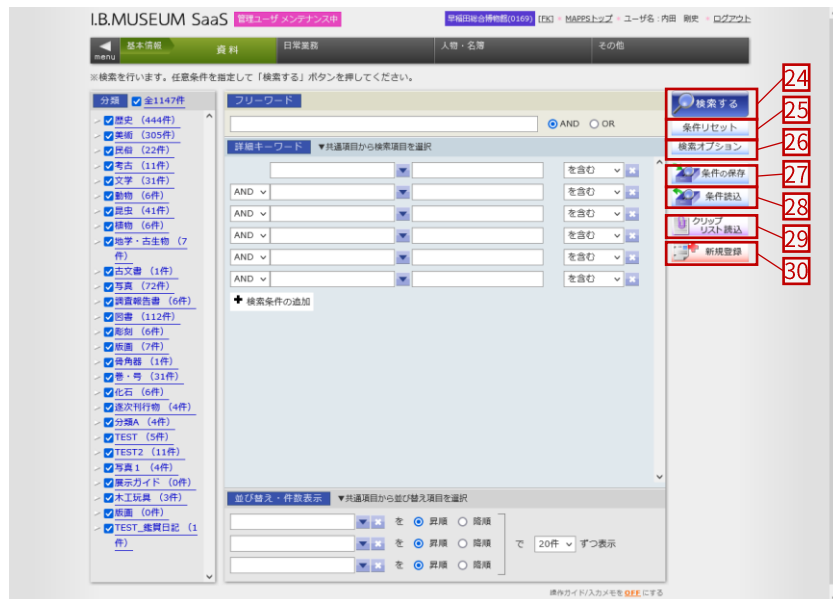 I.B.MUSEUM SaaS 管理ユーザ メンテナンス中
早稲田総合博物館(0169) [FK] MAPPSトップ ユーザ名:内田 剛史 ログアウト
menu 基本情報 資料 日常業務 人物・名簿 その他
※検索を行います。任意条件を指定して「検索する」ボタンを押してください。
分類 全1147件
歴史 (444件)
美術 (305件)
民俗 (22件)
考古 (11件)
文学 (31件)
動物 (6件)
昆虫 (41件)
植物 (6件)
地学・古生物 (7
件)
古文書 (1件)
写真 (72件)
調査報告書 (6件)
図書 (112件)
彫刻 (6件)
版画 (7件)
骨角器 (1件)
巻・号 (31件)
化石 (6件)
逐次刊行物 (4件)
分類A (4件)
TEST (5件)
TEST2 (11件)
写真1 (4件)
展示ガイド (0件)
木工玩具 (3件)
版画 (0件)
TEST_鑑賞日記 (1
件)
フリーワード
AND OR
詳細キーワード ▼共通項目から検索項目を選択
を含む
AND を含む
AND を含む
AND を含む
AND を含む
AND を含む
検索条件の追加
並び替え・件数表示 ▼共通項目から並び替え項目を選択
を 昇順 降順
を 昇順 降順 で 20件 ずつ表示
を 昇順 降順
検索する 24
条件リセット 25
検索オプション 26
条件の保存 27
条件読込 28
クリップ
リスト読込 29
新規登録 30
操作ガイド/入力メモを OFF にする